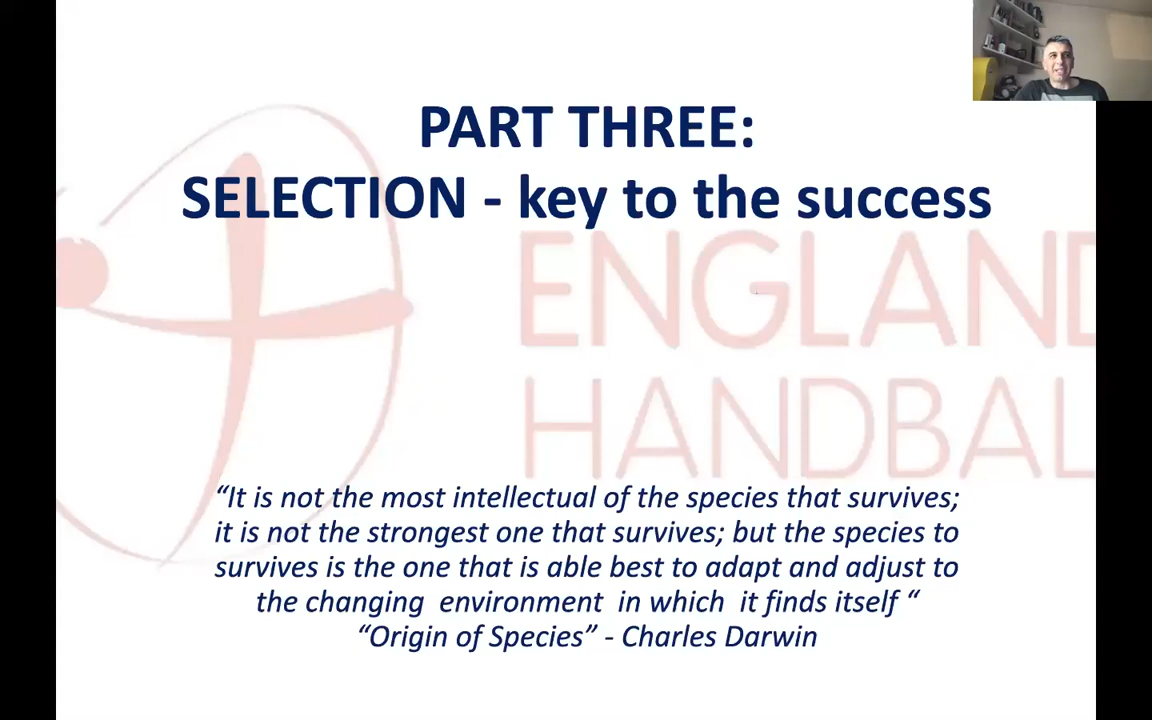 PART THREE:
SELECTION - key to the success
ENGLAND
HANDBAL
“It is not the most intellectual of the species that survives;
it is not the strongest one that survives; but the species to
survives is the one that is able best to adapt and adjust to
the changing environment in which it finds itself “
“Origin of Species” - Charles Darwin